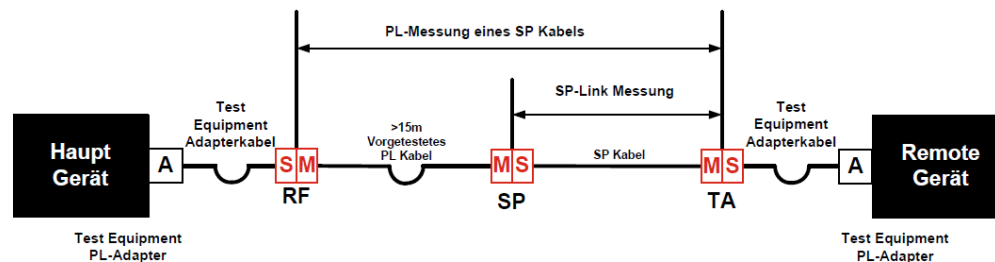 PL-Messung eines SP Kabels
SP-Link Messung
Test
Equipment
Adapterkabel
>15m
Vorgetestetes
PL Kabel
Test
Equipment
Adapterkabel
Haupt
Gerät
A
S M
RF
M S
SP
SP Kabel
M S
TA
A
Remote
Gerät
Test Equipment
PL-Adapter
Test Equipment
PL-Adapter